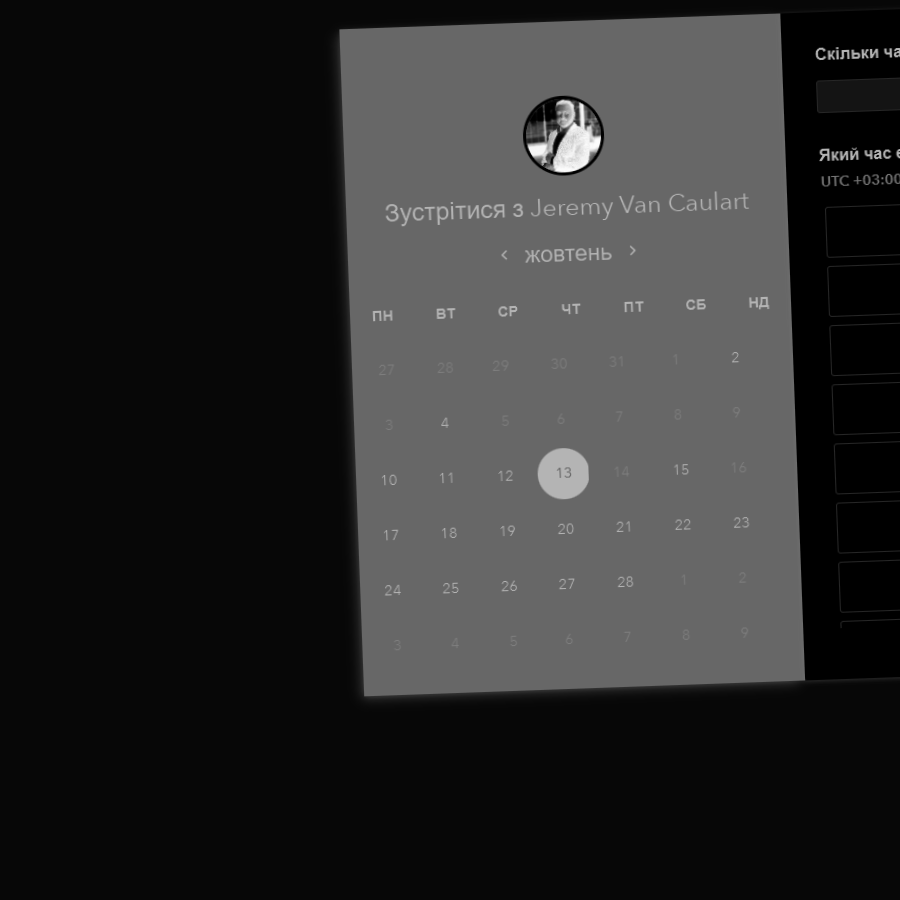 Зустрітися з Jeremy Van Caulart
жовтень
ПН ВТ СР ЧТ ПТ СБ НД
27 28 29 30 31 1 2
3 4 5 6 7 8 9
10 11 12 13 14 15 16
17 18 19 20 21 22 23
24 25 26 27 28 1 2
3 4 5 6 7 8 9
Скільки
Який час
UTC +03:00